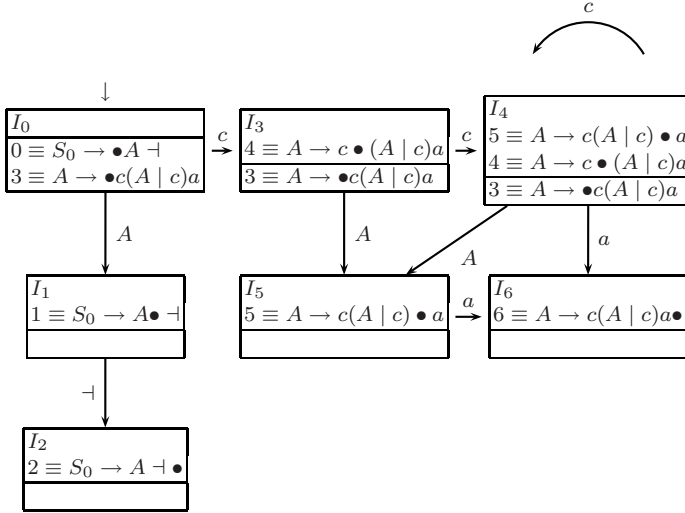 c
↓
I₀
0 ≡ S₀ → ●A ⊣
3 ≡ A → ●c(A | c)a
c
I₃
4 ≡ A → c ● (A | c)a
3 ≡ A → ●c(A | c)a
c
I₄
5 ≡ A → c(A | c) ● a
4 ≡ A → c ● (A | c)a
3 ≡ A → ●c(A | c)a
A
A
A
a
I₁
1 ≡ S₀ → A● ⊣
I₅
5 ≡ A → c(A | c) ● a
a
I₆
6 ≡ A → c(A | c)a●
⊣
I₂
2 ≡ S₀ → A ⊣ ●